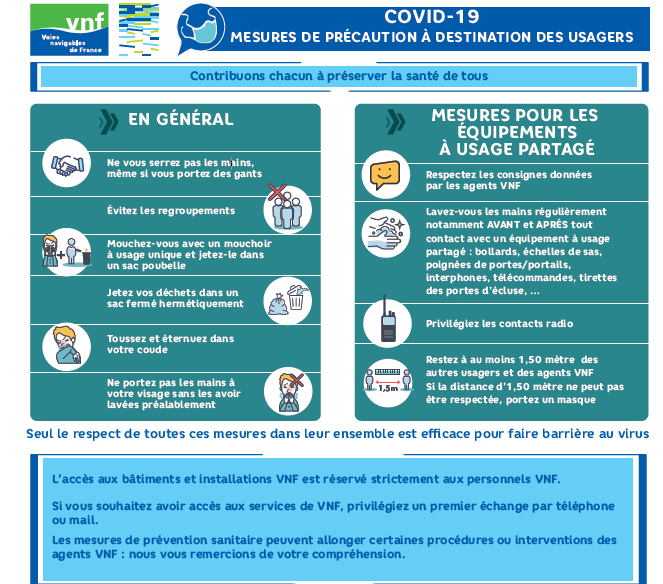 vnf
Voies
navigables
de France
COVID-19
MESURES DE PRÉCAUTION À DESTINATION DES USAGERS
Contribuons chacun à préserver la santé de tous
EN GÉNÉRAL
Ne vous serrez pas les mains,
même si vous portez des gants
Évitez les regroupements
Mouchez-vous avec un mouchoir
à usage unique et jetez-le dans
un sac poubelle
Jetez vos déchets dans un
sac fermé hermétiquement
Toussez et éternuez dans
votre coude
Ne portez pas les mains à
votre visage sans les avoir
lavées préalablement
MESURES POUR LES
ÉQUIPEMENTS
À USAGE PARTAGÉ
Respectez les consignes données
par les agents VNF
Lavez-vous les mains régulièrement
notamment AVANT et APRÉS tout
contact avec un équipement à usage
partagé : bollards, échelles de sas,
poignées de portes/portails,
interphones, télécommandes, tirettes
des portes d'écluse, ...
Privilégiez les contacts radio
1,5m
Restez à au moins 1,50 mètre des
autres usagers et des agents VNF
Si la distance d'1,50 mètre ne peut pas
être respectée, portez un masque
Seul le respect de toutes ces mesures dans leur ensemble est efficace pour faire barrière au virus
L'accès aux bâtiments et installations VNF est réservé strictement aux personnels VNF.
Si vous souhaitez avoir accès aux services de VNF, privilégiez un premier échange par téléphone
ou mail.
Les mesures de prévention sanitaire peuvent allonger certaines procédures ou interventions des
agents VNF : nous vous remercions de votre compréhension.